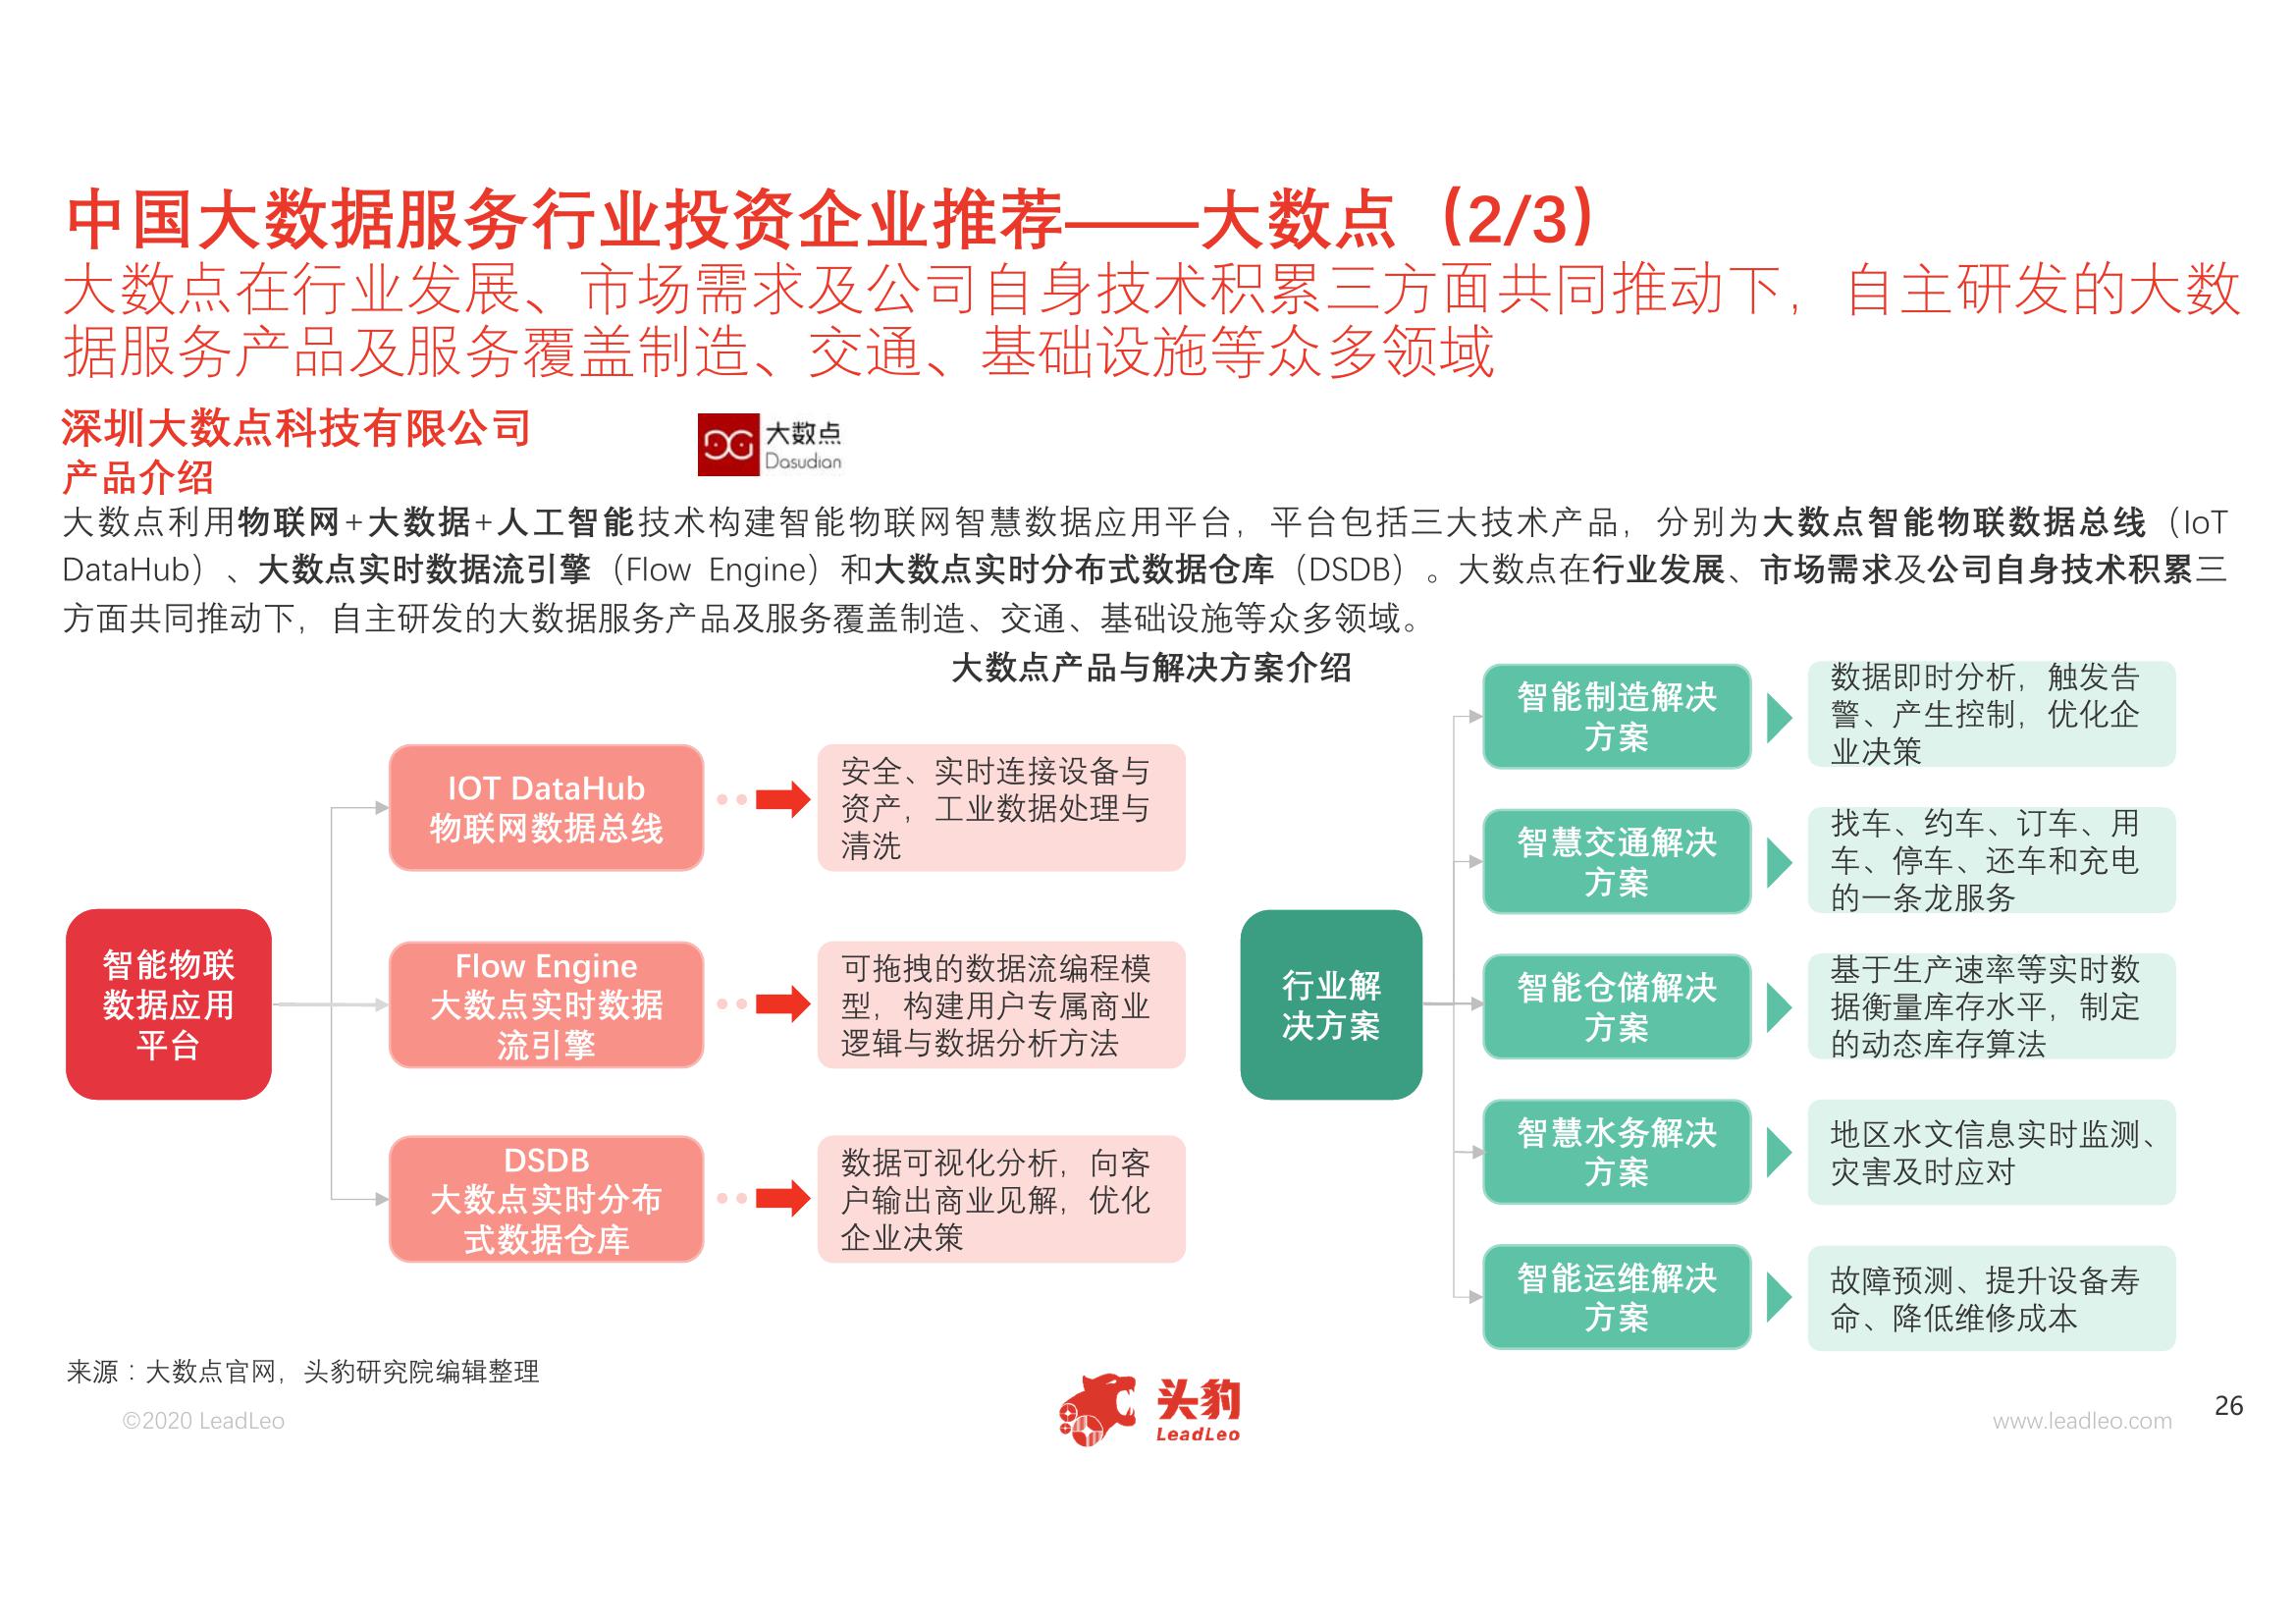 中国大数据服务行业投资企业推荐——大数点（2/3）
大数点在行业发展、市场需求及公司自身技术积累三方面共同推动下，自主研发的大数
据服务产品及服务覆盖制造、交通、基础设施等众多领域
深圳大数点科技有限公司
大数点
Dasudian
产品介绍
大数点利用物联网+大数据+人工智能技术构建智能物联网智慧数据应用平台，平台包括三大技术产品，分别为大数点智能物联数据总线（IoT
DataHub）、大数点实时数据流引擎（Flow Engine）和大数点实时分布式数据仓库（DSDB）。大数点在行业发展、市场需求及公司自身技术积累三
方面共同推动下，自主研发的大数据服务产品及服务覆盖制造、交通、基础设施等众多领域。
大数点产品与解决方案介绍
智能物联
数据应用
平台
IOT DataHub
物联网数据总线
安全、实时连接设备与
资产，工业数据处理与
清洗
Flow Engine
大数点实时数据
流引擎
可拖拽的数据流编程模
型，构建用户专属商业
逻辑与数据分析方法
DSDB
大数点实时分布
式数据仓库
数据可视化分析，向客
户输出商业见解，优化
企业决策
行业解
决方案
智能制造解决
方案
数据即时分析，触发告
警、产生控制，优化企
业决策
智慧交通解决
方案
找车、约车、订车、用
车、停车、还车和充电
的一条龙服务
智能仓储解决
方案
基于生产速率等实时数
据衡量库存水平，制定
的动态库存算法
智慧水务解决
方案
地区水文信息实时监测、
灾害及时应对
智能运维解决
方案
故障预测、提升设备寿
命、降低维修成本
来源：大数点官网，头豹研究院编辑整理
©2020 LeadLeo
头豹
LeadLeo
www.leadleo.com
26